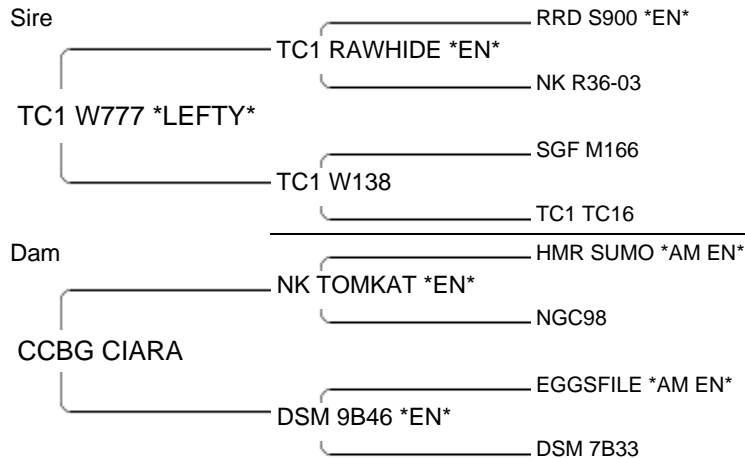 Sire
RRD S900 *EN*
TC1 RAWHIDE *EN*
NK R36-03
TC1 W777 *LEFTY*
SGF M166
TC1 W138
TC1 TC16
Dam
HMR SUMO *AM EN*
NK TOMKAT *EN*
NGC98
CCBG CIARA
EGGSFILE *AM EN*
DSM 9B46 *EN*
DSM 7B33